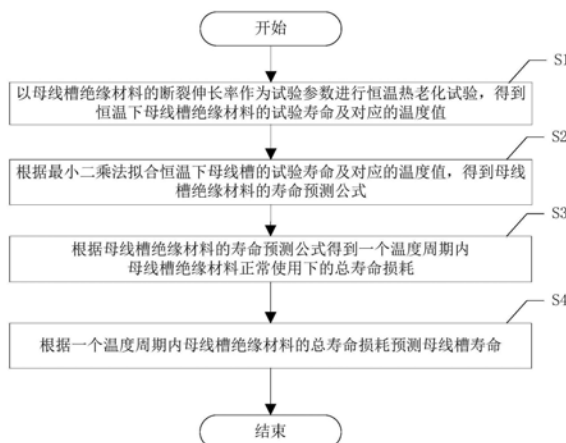 开始
S1
以母线槽绝缘材料的断裂伸长率作为试验参数进行恒温热老化试验，得到
恒温下母线槽绝缘材料的试验寿命及对应的温度值
S2
根据最小二乘法拟合恒温下母线槽的试验寿命及对应的温度值，得到母线
槽绝缘材料的寿命预测公式
S3
根据母线槽绝缘材料的寿命预测公式得到一个温度周期内
母线槽绝缘材料正常使用下的总寿命损耗
S4
根据一个温度周期内母线槽绝缘材料的总寿命损耗预测母线槽寿命
结束